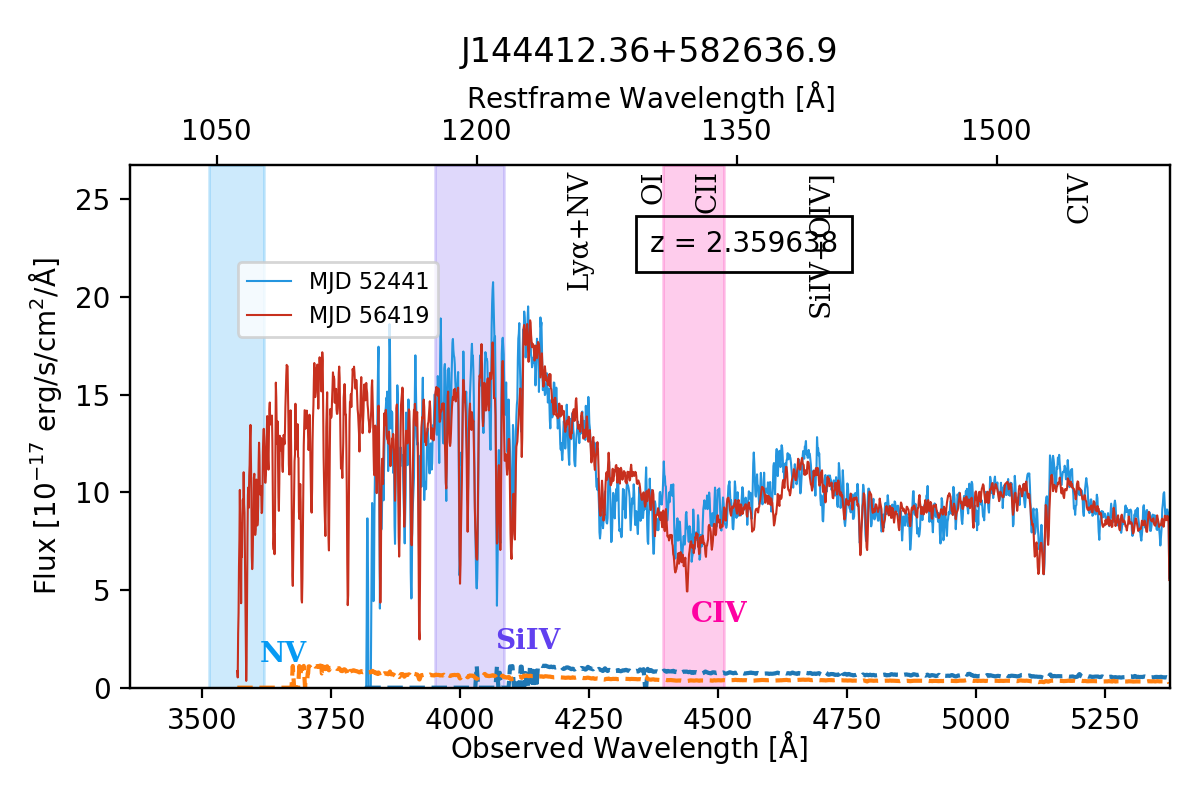 J144412.36+582636.9
Restframe Wavelength [Å]
1050 1200 1350 1500
25
20
15
10
5
0
Flux [10⁻¹⁷ erg/s/cm²/Å]
Lyα+NV
OI
CII
SiIV+OIV]
CIV
z = 2.359638
MJD 52441
MJD 56419
NV
SiIV
CIV
3500 3750 4000 4250 4500 4750 5000 5250
Observed Wavelength [Å]